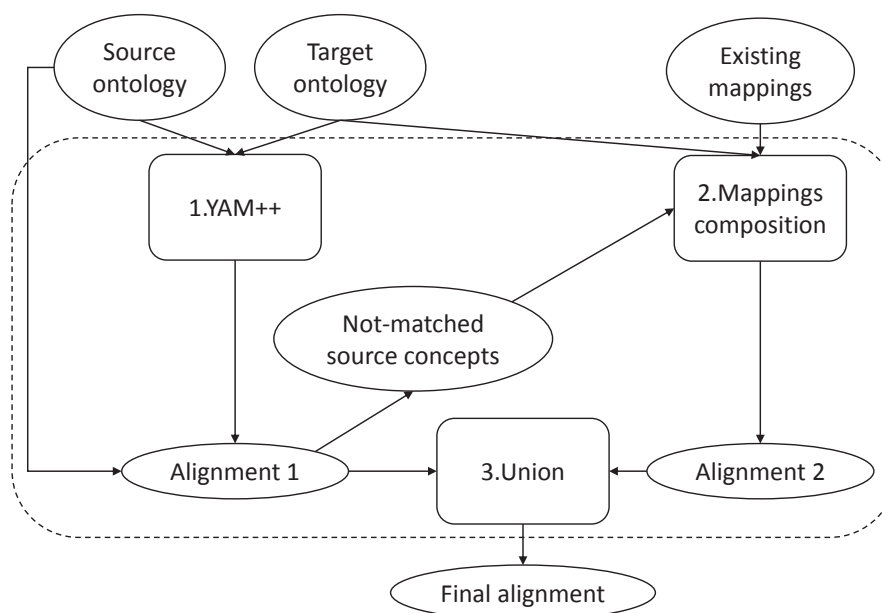 Source
ontology
Target
ontology
Existing
mappings
1.YAM++
2.Mappings
composition
Not-matched
source concepts
Alignment 1
3.Union
Alignment 2
Final alignment